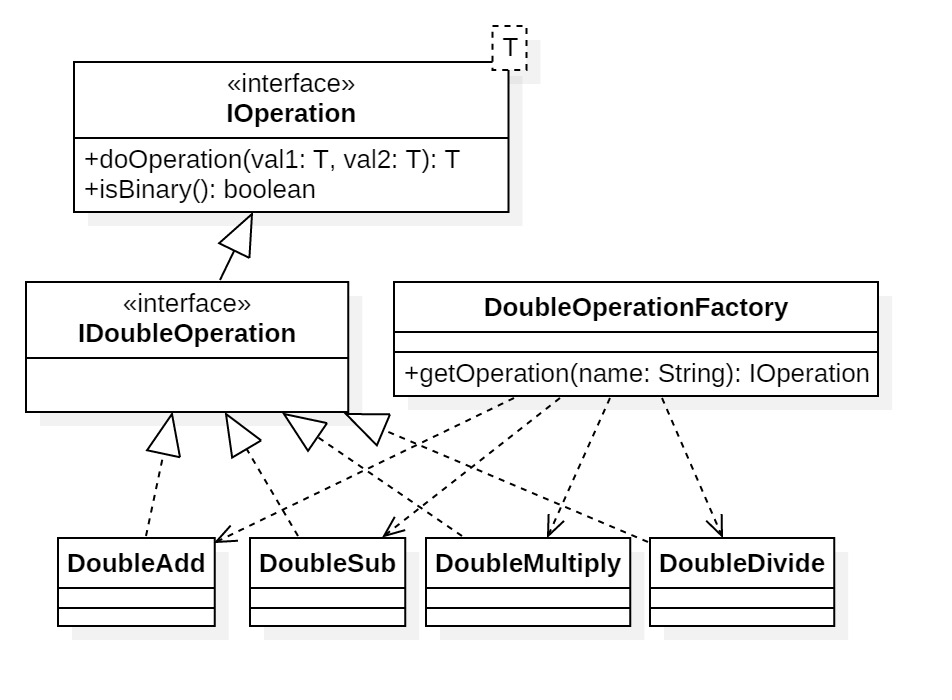 T
«interface»
IOperation
+doOperation(val1: T, val2: T): T
+isBinary(): boolean
«interface»
IDoubleOperation
DoubleOperationFactory
+getOperation(name: String): IOperation
DoubleAdd
DoubleSub
DoubleMultiply
DoubleDivide